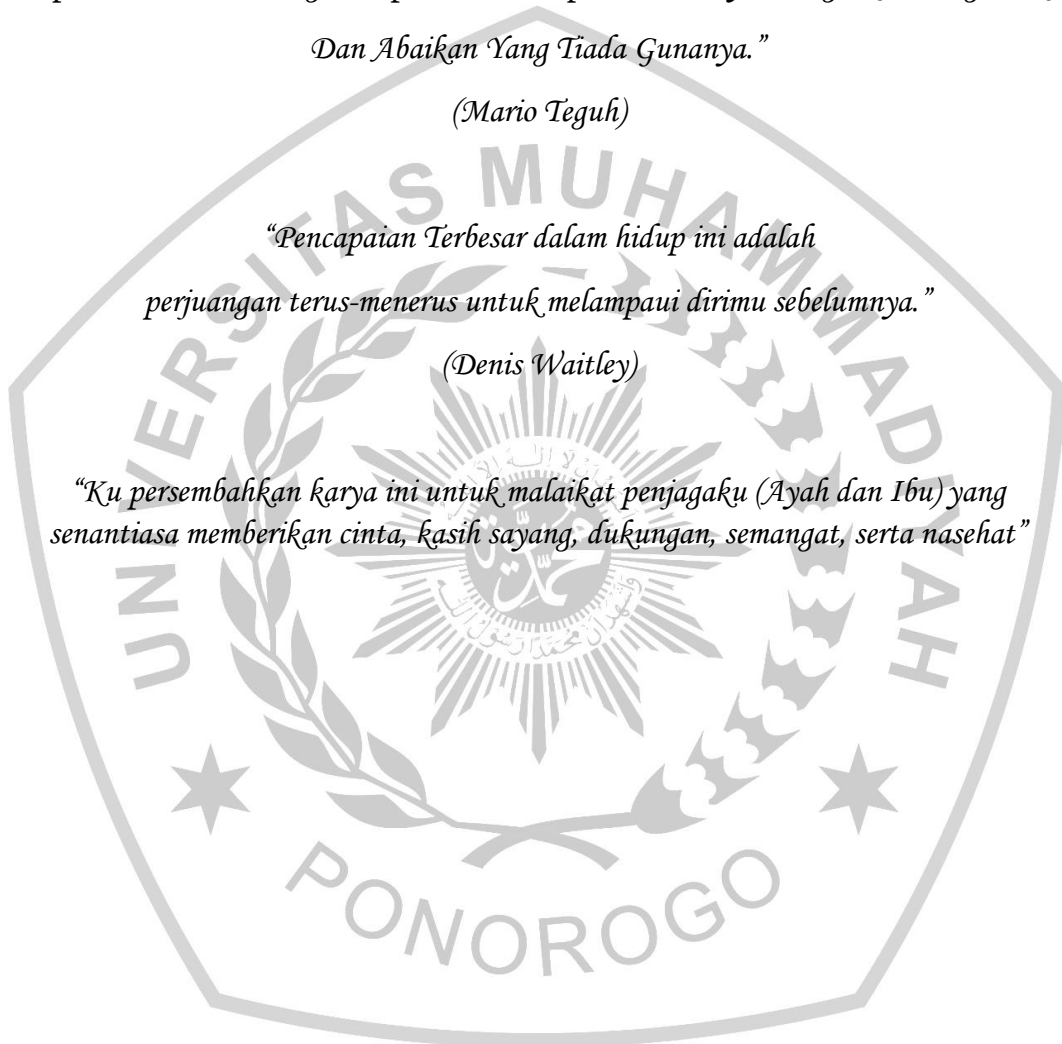 Dan Abaikan Yang Tiada Gunanya.”
(Mario Teguh)
“Pencapaian Terbesar dalam hidup ini adalah
perjuangan terus-menerus untuk melampaui dirimu sebelumnya.”
(Denis Waitley)
“Ku persembahkan karya ini untuk malaikat penjagaku (Ayah dan Ibu) yang
senantiasa memberikan cinta, kasih sayang, dukungan, semangat, serta nasehat”
UNIVERSITAS MUHAMMADIYAH
PONOROGO